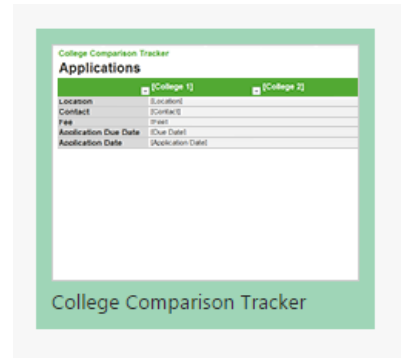 College Comparison Tracker
Applications
[College 1] [College 2]
Location [Location]
Contact [Contact]
Fee [Fee]
Application Due Date [Due Date]
Application Date [Application Date]
College Comparison Tracker